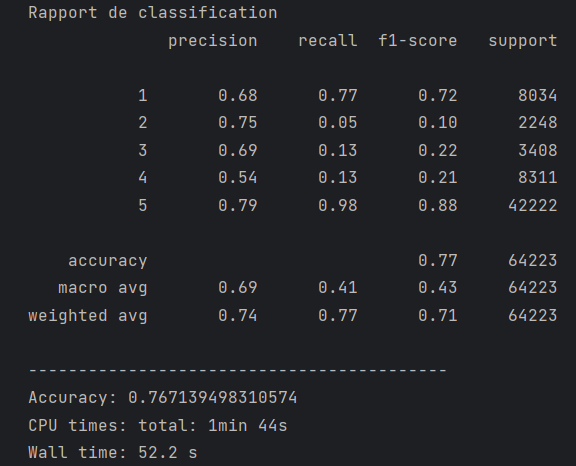 Rapport de classification
precision recall f1-score support
1 0.68 0.77 0.72 8034
2 0.75 0.05 0.10 2248
3 0.69 0.13 0.22 3408
4 0.54 0.13 0.21 8311
5 0.79 0.98 0.88 42222
accuracy 0.77 64223
macro avg 0.69 0.41 0.43 64223
weighted avg 0.74 0.77 0.71 64223
------------------------------------------
Accuracy: 0.767139498310574
CPU times: total: 1min 44s
Wall time: 52.2 s